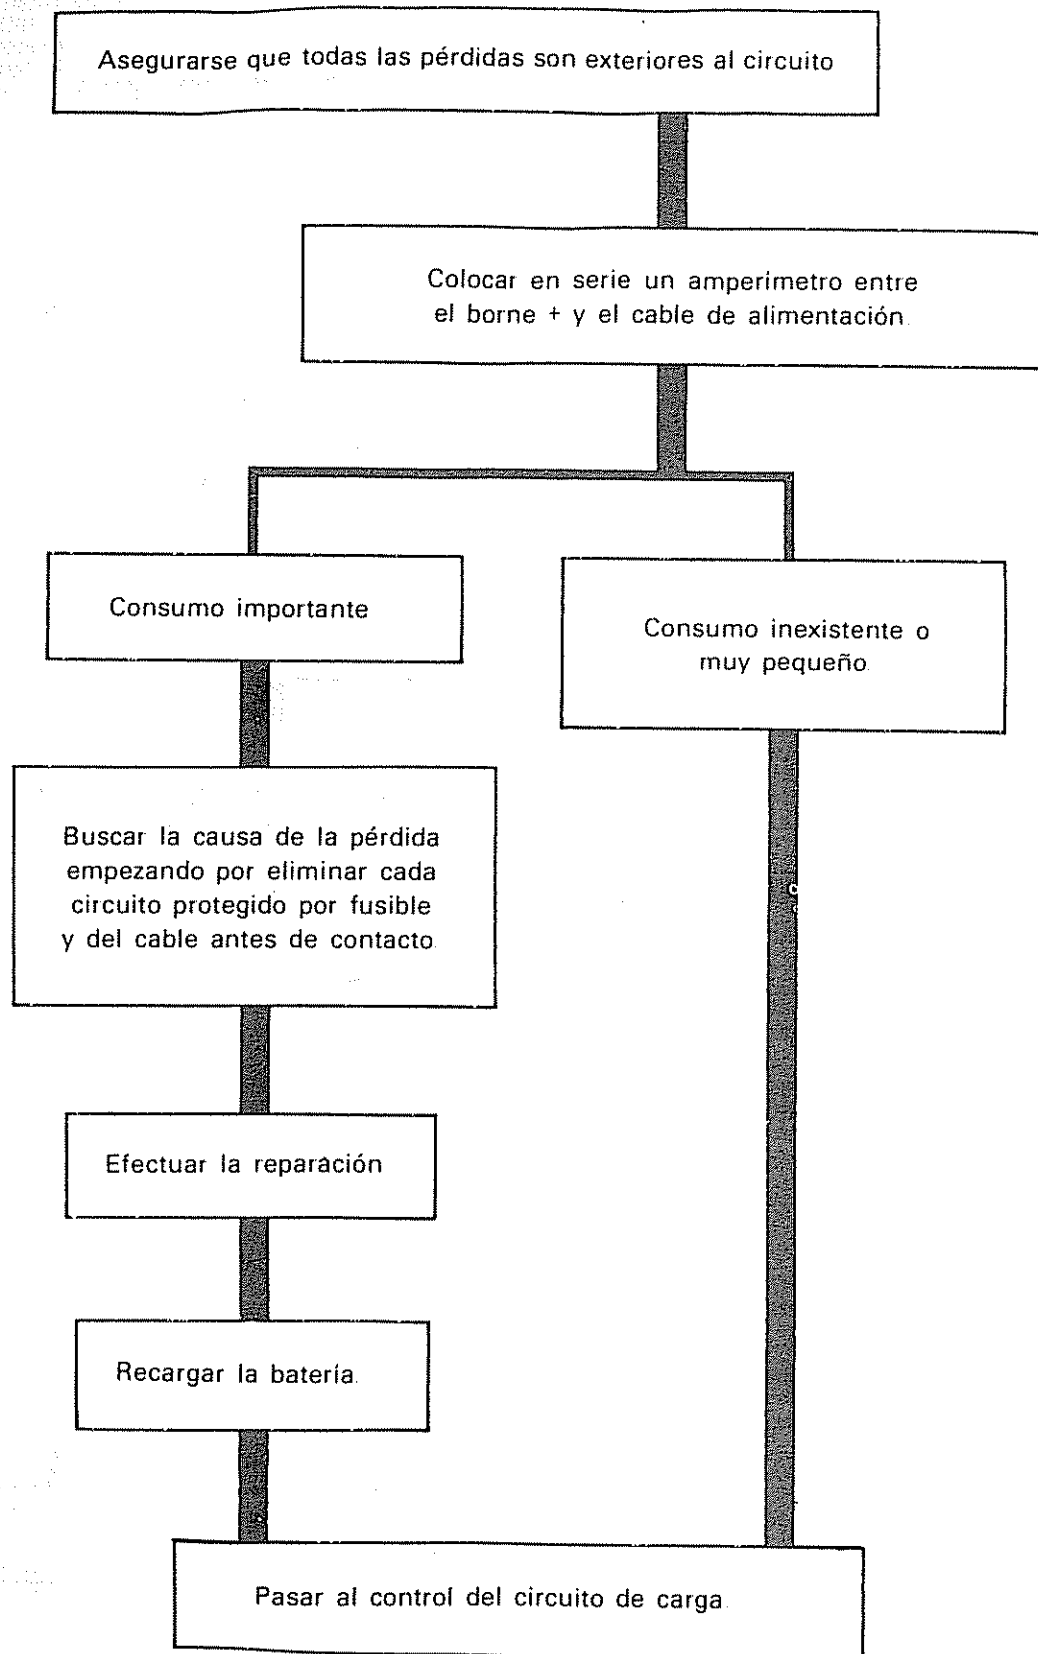 Asegurarse que todas las pérdidas son exteriores al circuito
Colocar en serie un amperimetro entre
el borne + y el cable de alimentación.
Consumo importante
Consumo inexistente o
muy pequeño.
Buscar la causa de la pérdida
empezando por eliminar cada
circuito protegido por fusible
y del cable antes de contacto.
Efectuar la reparación
Recargar la batería.
Pasar al control del circuito de carga.